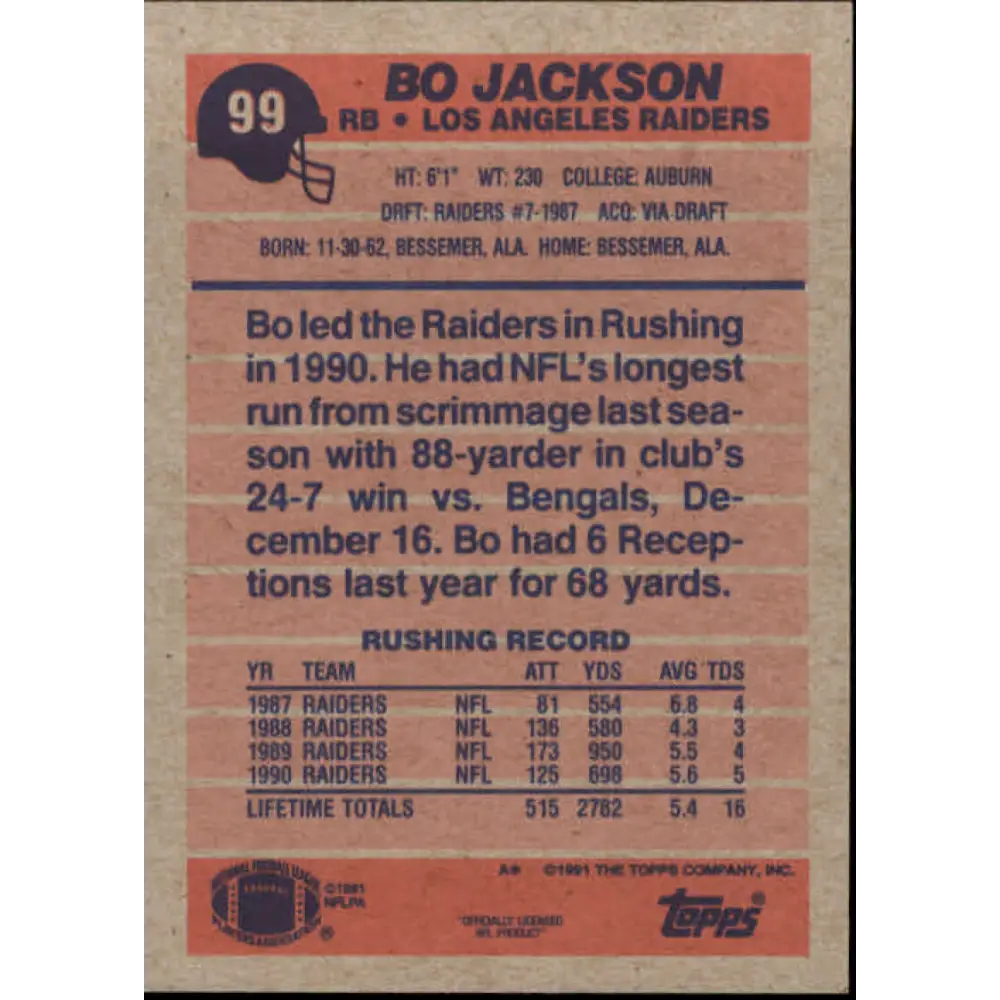 99
BO JACKSON
RB • LOS ANGELES RAIDERS
HT: 6'1" WT: 230 COLLEGE: AUBURN
DRFT: RAIDERS #7-1987 ACQ: VIA DRAFT
BORN: 11-30-62, BESSEMER, ALA. HOME: BESSEMER, ALA.
Bo led the Raiders in Rushing
in 1990. He had NFL's longest
run from scrimmage last sea-
son with 88-yarder in club's
24-7 win vs. Bengals, De-
cember 16. Bo had 6 Recep-
tions last year for 68 yards.
RUSHING RECORD
YR TEAM ATT YDS AVG TDS
1987 RAIDERS NFL 81 554 6.8 4
1988 RAIDERS NFL 136 580 4.3 3
1989 RAIDERS NFL 173 950 5.5 4
1990 RAIDERS NFL 125 698 5.6 5
LIFETIME TOTALS 515 2782 5.4 16
A* ©1991 THE TOPPS COMPANY, INC.
NATIONAL FOOTBALL LEAGUE
PLAYERS ASSOCIATION
®
©1991
NFLPA
"OFFICIALLY LICENSED
NFL PRODUCT"
topps®